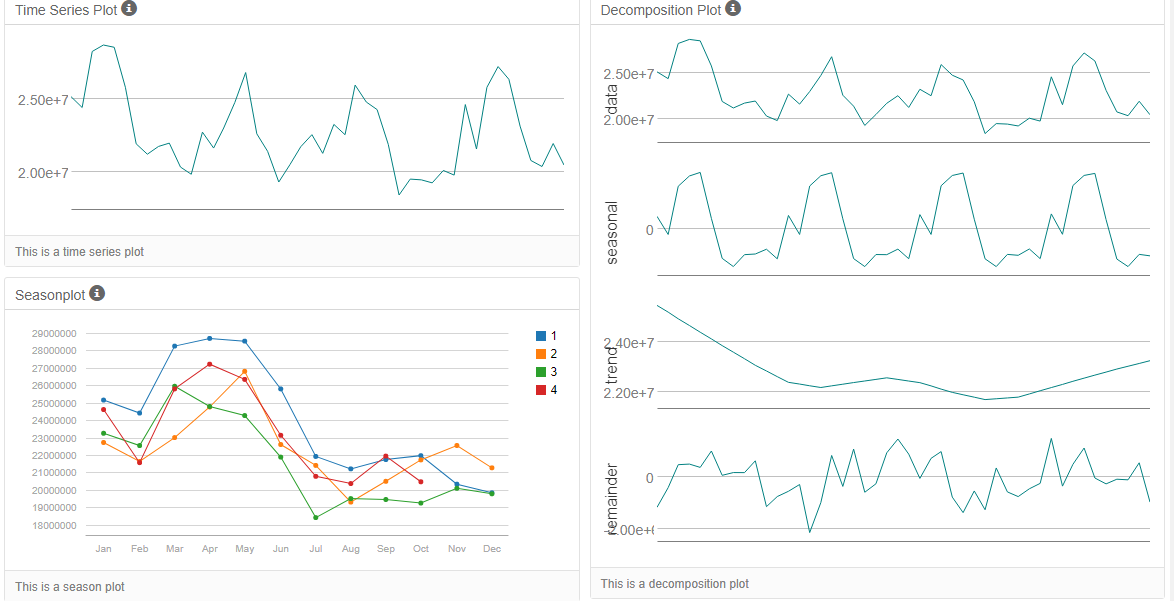 Time Series Plot
2.50e+7
2.00e+7
This is a time series plot
Seasonplot
29000000
28000000
27000000
26000000
25000000
24000000
23000000
22000000
21000000
20000000
19000000
18000000
Jan Feb Mar Apr May Jun Jul Aug Sep Oct Nov Dec
1
2
3
4
This is a season plot
Decomposition Plot
data
2.50e+7
2.00e+7
seasonal
0
trend
2.40e+7
2.20e+7
remainder
0
This is a decomposition plot